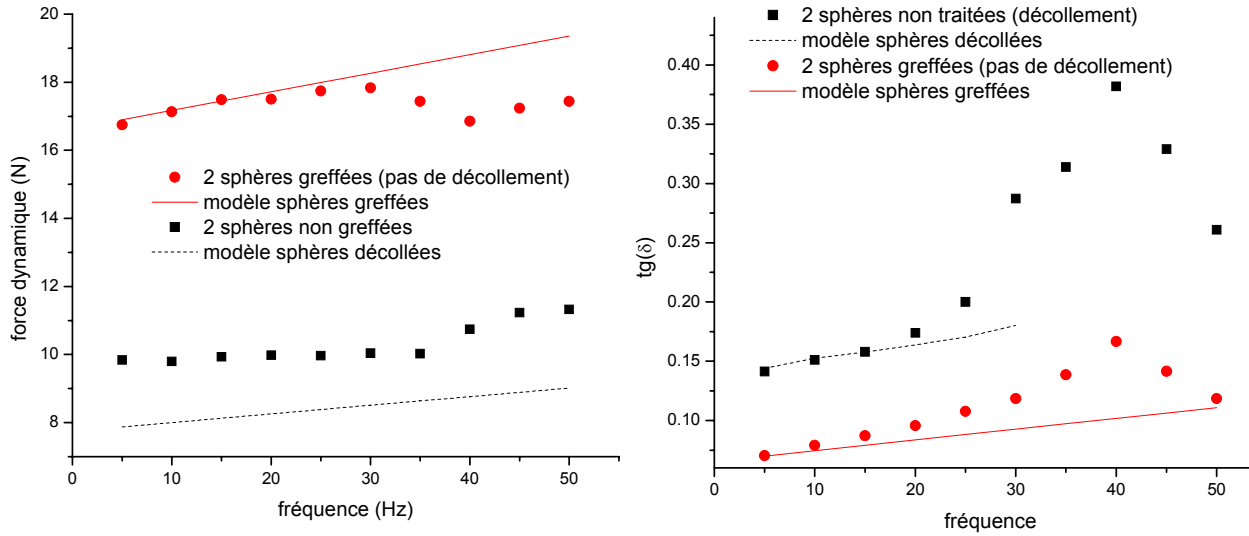 20
18
16
14
12
10
8
0
10
20
30
40
50
force dynamique (N)
fréquence (Hz)
2 sphères greffées (pas de décollement)
modèle sphères greffées
2 sphères non greffées
modèle sphères décollées
2 sphères non traitées (décollement)
modèle sphères décollées
2 sphères greffées (pas de décollement)
modèle sphères greffées
0.40
0.35
0.30
0.25
0.20
0.15
0.10
0
10
20
30
40
50
tg(δ)
fréquence